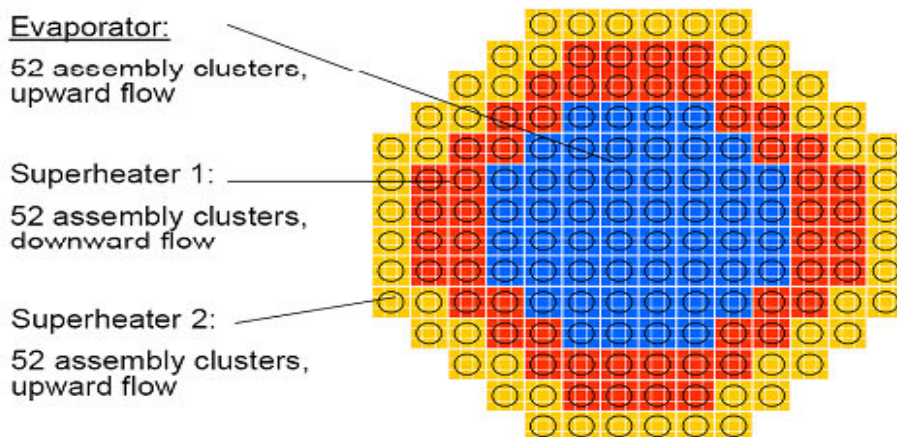 Evaporator:
52 assembly clusters,
upward flow
Superheater 1:
52 assembly clusters,
downward flow
Superheater 2:
52 assembly clusters,
upward flow